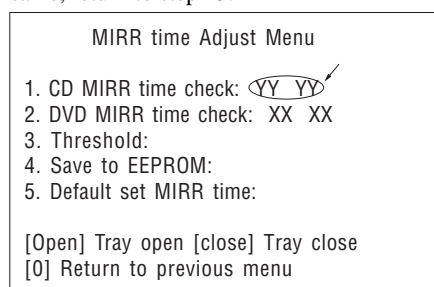 MIRR time Adjust Menu
1. CD MIRR time check: YY YY
2. DVD MIRR time check: XX XX
3. Threshold:
4. Save to EEPROM:
5. Default set MIRR time:
[Open] Tray open [close] Tray close
[0] Return to previous menu